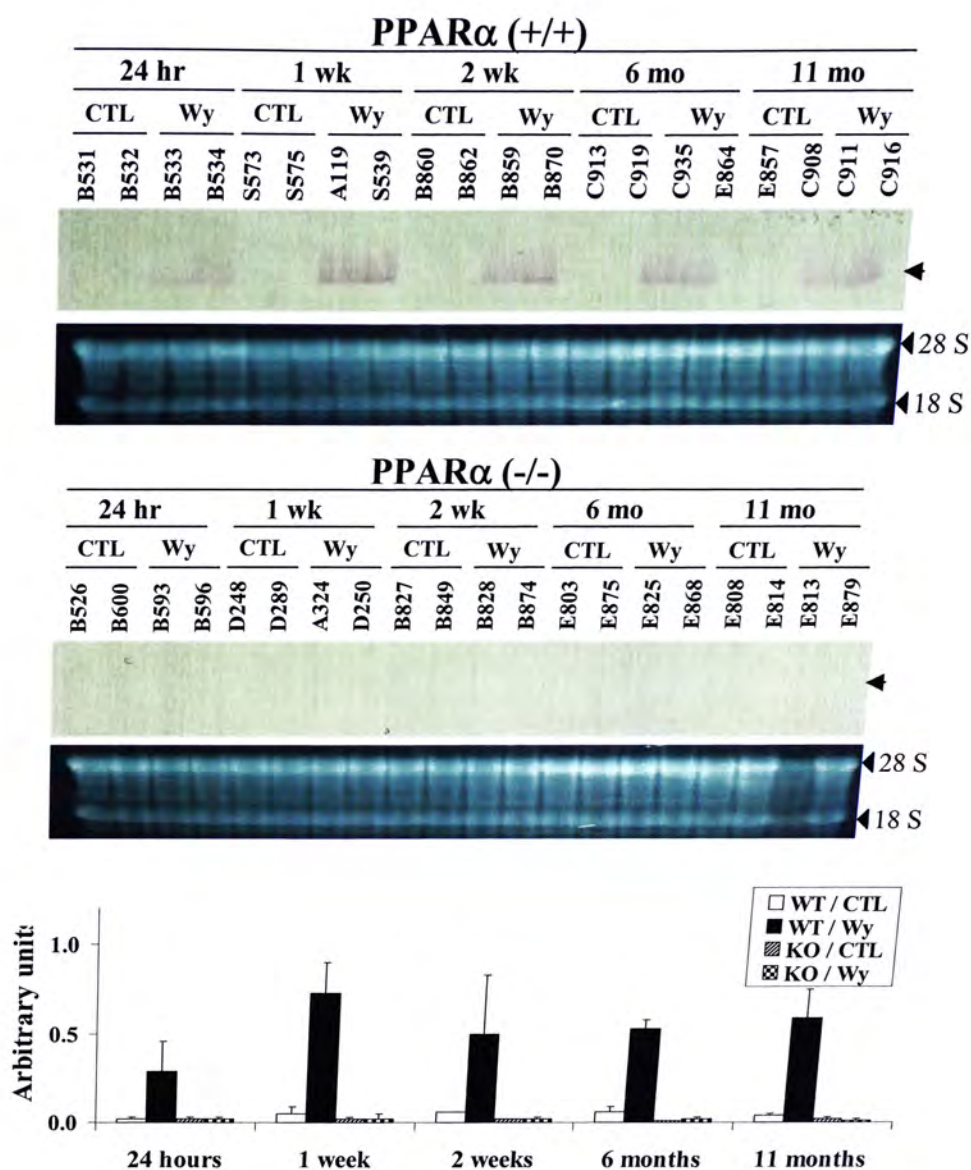 PPARα (+/+)
24 hr 1 wk 2 wk 6 mo 11 mo
CTL Wy CTL Wy CTL Wy CTL Wy CTL Wy
B531 B532 B533 B534 S573 S575 A119 S539 B860 B862 B859 B870 C913 C919 C935 E864 E857 C908 C911 C916
28 S
18 S
PPARα (-/-)
24 hr 1 wk 2 wk 6 mo 11 mo
CTL Wy CTL Wy CTL Wy CTL Wy CTL Wy
B526 B600 B593 B596 D248 D289 A324 D250 B827 B849 B828 B874 E803 E875 E825 E868 E808 E814 E813 E879
28 S
18 S
Arbitrary units
WT / CTL
WT / Wy
KO / CTL
KO / Wy
1.0
0.5
0.0
24 hours 1 week 2 weeks 6 months 11 months